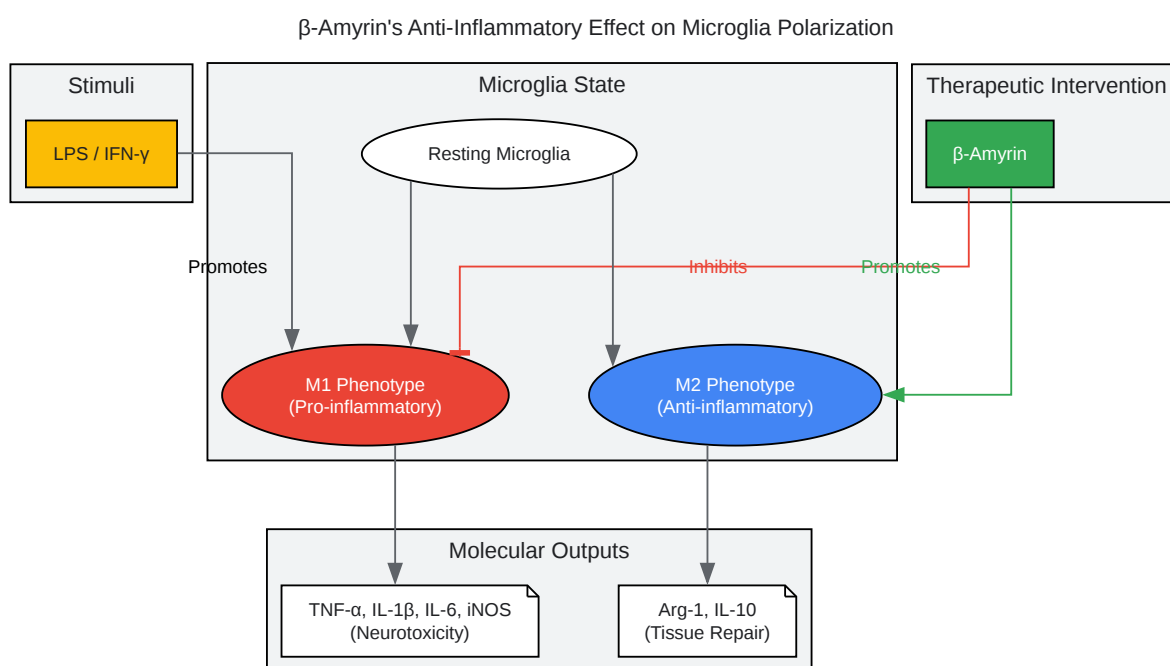 β-Amyrin's Anti-Inflammatory Effect on Microglia Polarization
Stimuli
Microglia State
Therapeutic Intervention
LPS / IFN-γ
Resting Microglia
β-Amyrin
Promotes
Inhibits
Promotes
M1 Phenotype
(Pro-inflammatory)
M2 Phenotype
(Anti-inflammatory)
Molecular Outputs
TNF-α, IL-1β, IL-6, iNOS
(Neurotoxicity)
Arg-1, IL-10
(Tissue Repair)